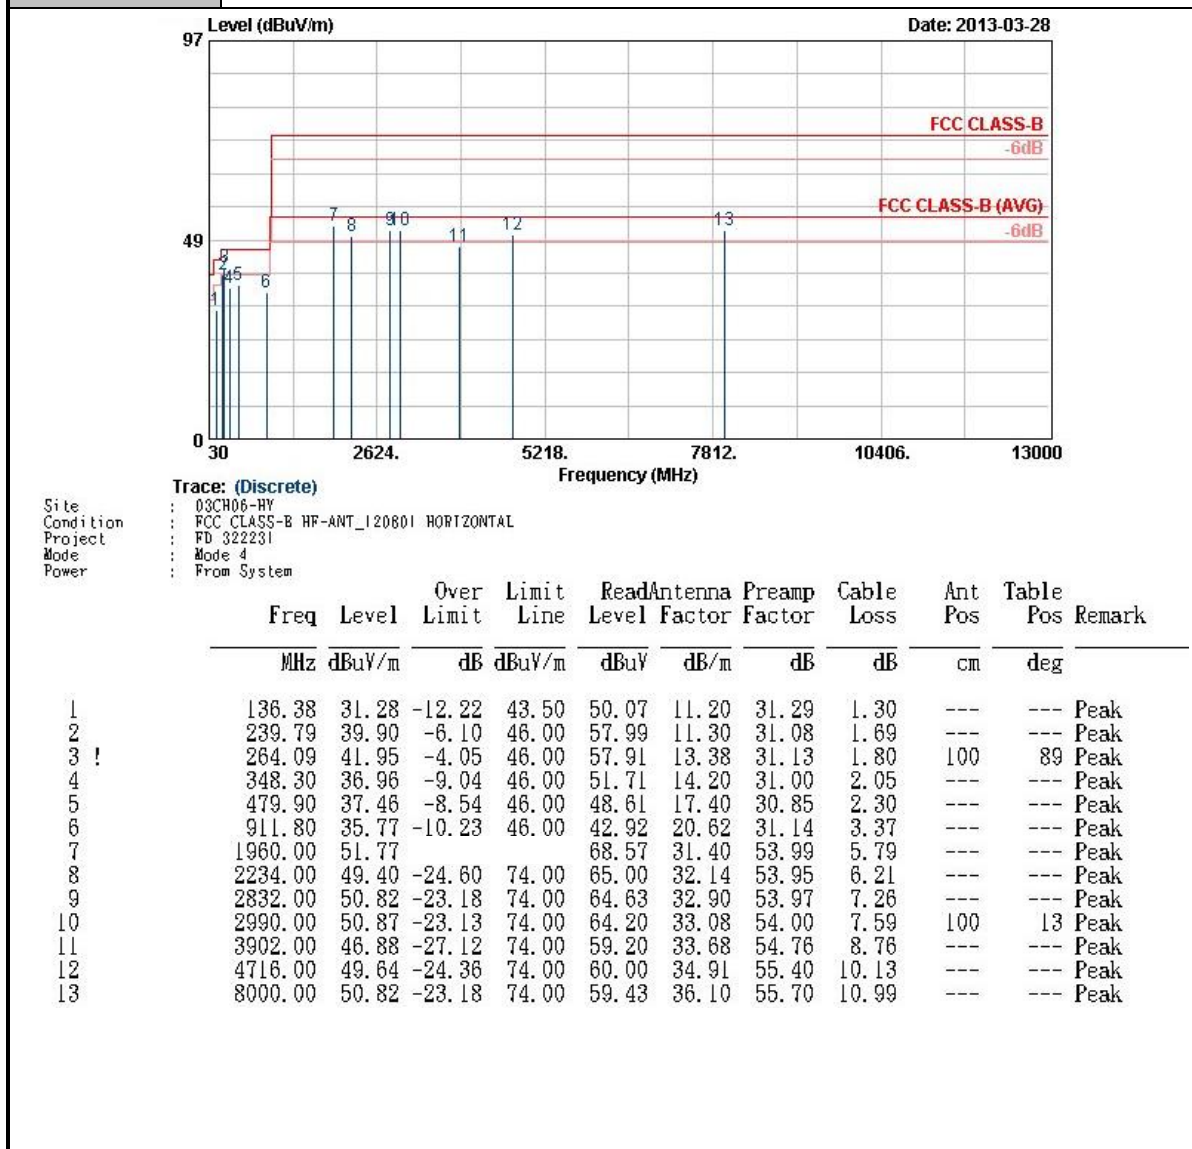 Level (dBuV/m) Date: 2013-03-28
97
FCC CLASS-B
-6dB
FCC CLASS-B (AVG)
-6dB
49
1 2 3 4 5 6 7 8 9 10 11 12 13
0
30 2624. 5218. 7812. 10406. 13000
Frequency (MHz)
Trace: (Discrete)
Site : 03CH06-HY
Condition : FCC CLASS-B HF-ANT_120801 HORIZONTAL
Project : FD 322231
Mode : Mode 4
Power : From System
Over Limit ReadAntenna Preamp Cable Ant Table
Freq Level Limit Line Level Factor Factor Loss Pos Pos Remark
MHz dBuV/m dB dBuV/m dBuV dB/m dB dB cm deg
1 136.38 31.28 -12.22 43.50 50.07 11.20 31.29 1.30 --- --- Peak
2 239.79 39.90 -6.10 46.00 57.99 11.30 31.08 1.69 --- --- Peak
3 ! 264.09 41.95 -4.05 46.00 57.91 13.38 31.13 1.80 100 89 Peak
4 348.30 36.96 -9.04 46.00 51.71 14.20 31.00 2.05 --- --- Peak
5 479.90 37.46 -8.54 46.00 48.61 17.40 30.85 2.30 --- --- Peak
6 911.80 35.77 -10.23 46.00 42.92 20.62 31.14 3.37 --- --- Peak
7 1960.00 51.77 68.57 31.40 53.99 5.79 --- --- Peak
8 2234.00 49.40 -24.60 74.00 65.00 32.14 53.95 6.21 --- --- Peak
9 2832.00 50.82 -23.18 74.00 64.63 32.90 53.97 7.26 --- --- Peak
10 2990.00 50.87 -23.13 74.00 64.20 33.08 54.00 7.59 100 13 Peak
11 3902.00 46.88 -27.12 74.00 59.20 33.68 54.76 8.76 --- --- Peak
12 4716.00 49.64 -24.36 74.00 60.00 34.91 55.40 10.13 --- --- Peak
13 8000.00 50.82 -23.18 74.00 59.43 36.10 55.70 10.99 --- --- Peak